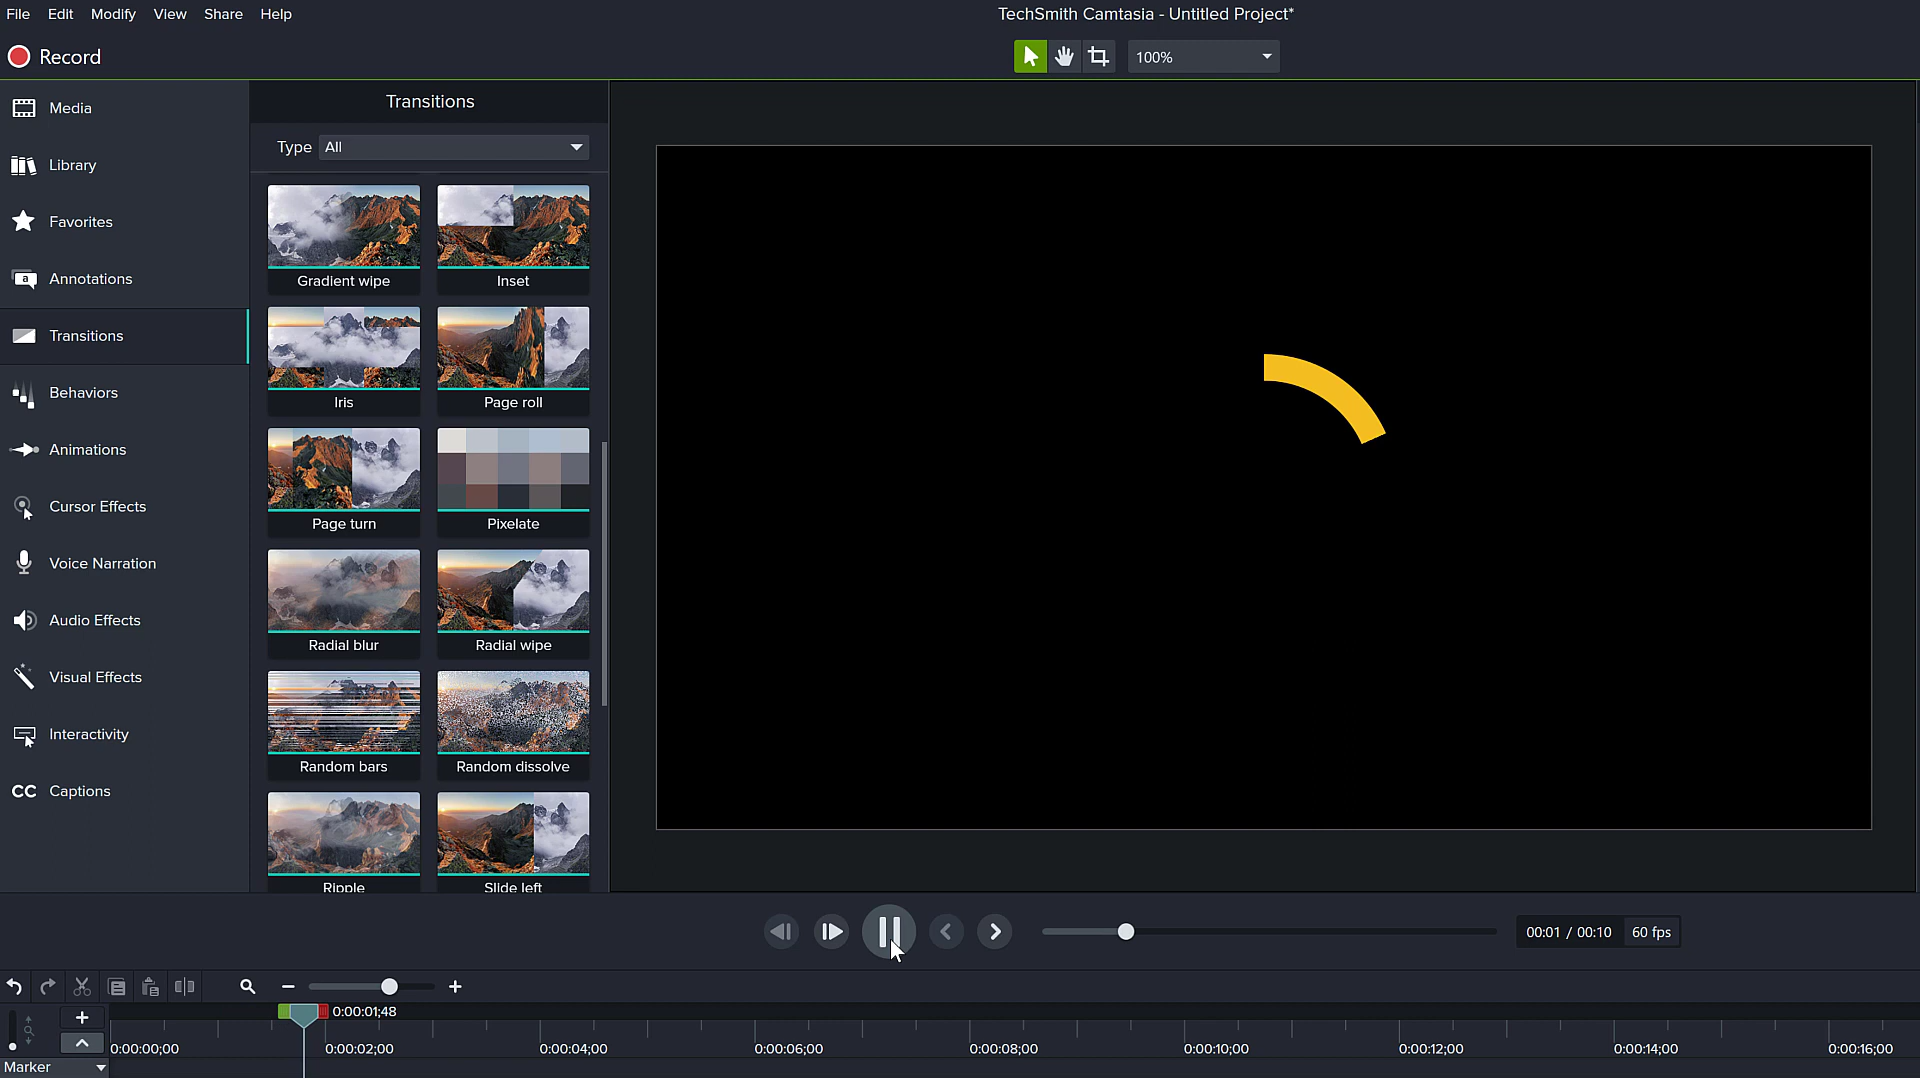 File Edit Modify View Share Help
TechSmith Camtasia - Untitled Project*
Record
100%
Media
Library
Favorites
a Annotations
Transitions
Behaviors
Animations
Cursor Effects
Voice Narration
Audio Effects
Visual Effects
Interactivity
CC Captions
Transitions
Type All
Gradient wipe Inset
Iris Page roll
Page turn Pixelate
Radial blur Radial wipe
Random bars Random dissolve
Ripple Slide left
00:01 / 00:10 60 fps
0:00:01;48
0:00:00;00 0:00:02;00 0:00:04;00 0:00:06;00 0:00:08;00 0:00:10;00 0:00:12;00 0:00:14;00 0:00:16;00
Marker